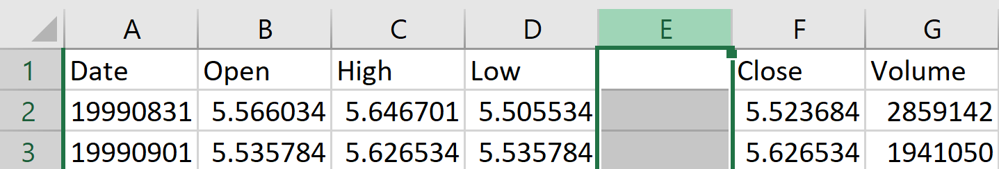 A B C D E F G
1 Date Open High Low Close Volume
2 19990831 5.566034 5.646701 5.505534 5.523684 2859142
3 19990901 5.535784 5.626534 5.535784 5.626534 1941050